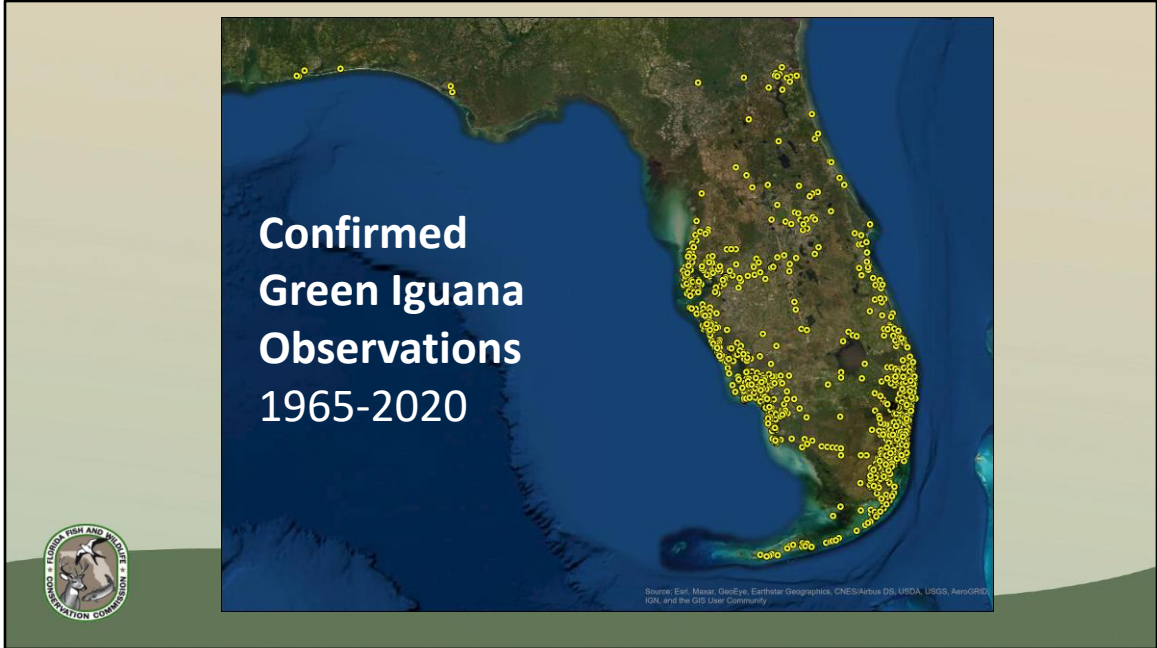 Confirmed
Green Iguana
Observations
1965-2020
FLORIDA FISH AND WILDLIFE
CONSERVATION COMMISSION
Source: Esri, Maxar, GeoEye, Earthstar Geographics, CNES/Airbus DS, USDA, USGS, AeroGRID,
IGN, and the GIS User Community